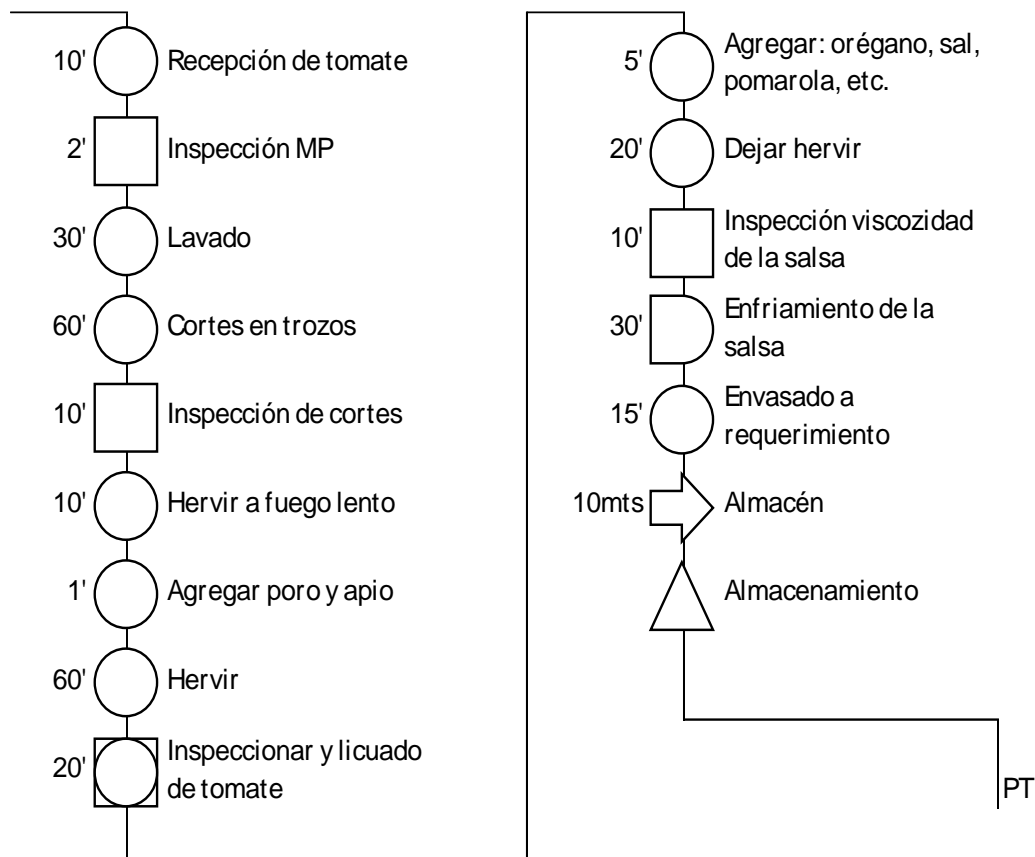 10' Recepción de tomate
2' Inspección MP
30' Lavado
60' Cortes en trozos
10' Inspección de cortes
10' Hervir a fuego lento
1' Agregar poro y apio
60' Hervir
20' Inspeccionar y licuado
de tomate
5' Agregar: orégano, sal,
pomarola, etc.
20' Dejar hervir
10' Inspección viscozidad
de la salsa
30' Enfriamiento de la
salsa
15' Envasado a
requerimiento
10mts Almacén
Almacenamiento
PT